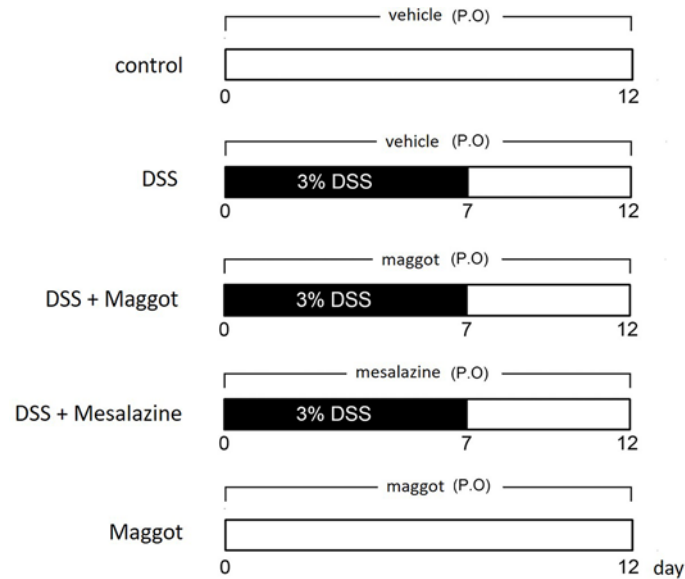 vehicle (P.O)
control
0 12
vehicle (P.O)
DSS 3% DSS
0 7 12
maggot (P.O)
DSS + Maggot 3% DSS
0 7 12
mesalazine (P.O)
DSS + Mesalazine 3% DSS
0 7 12
maggot (P.O)
Maggot
0 12 day